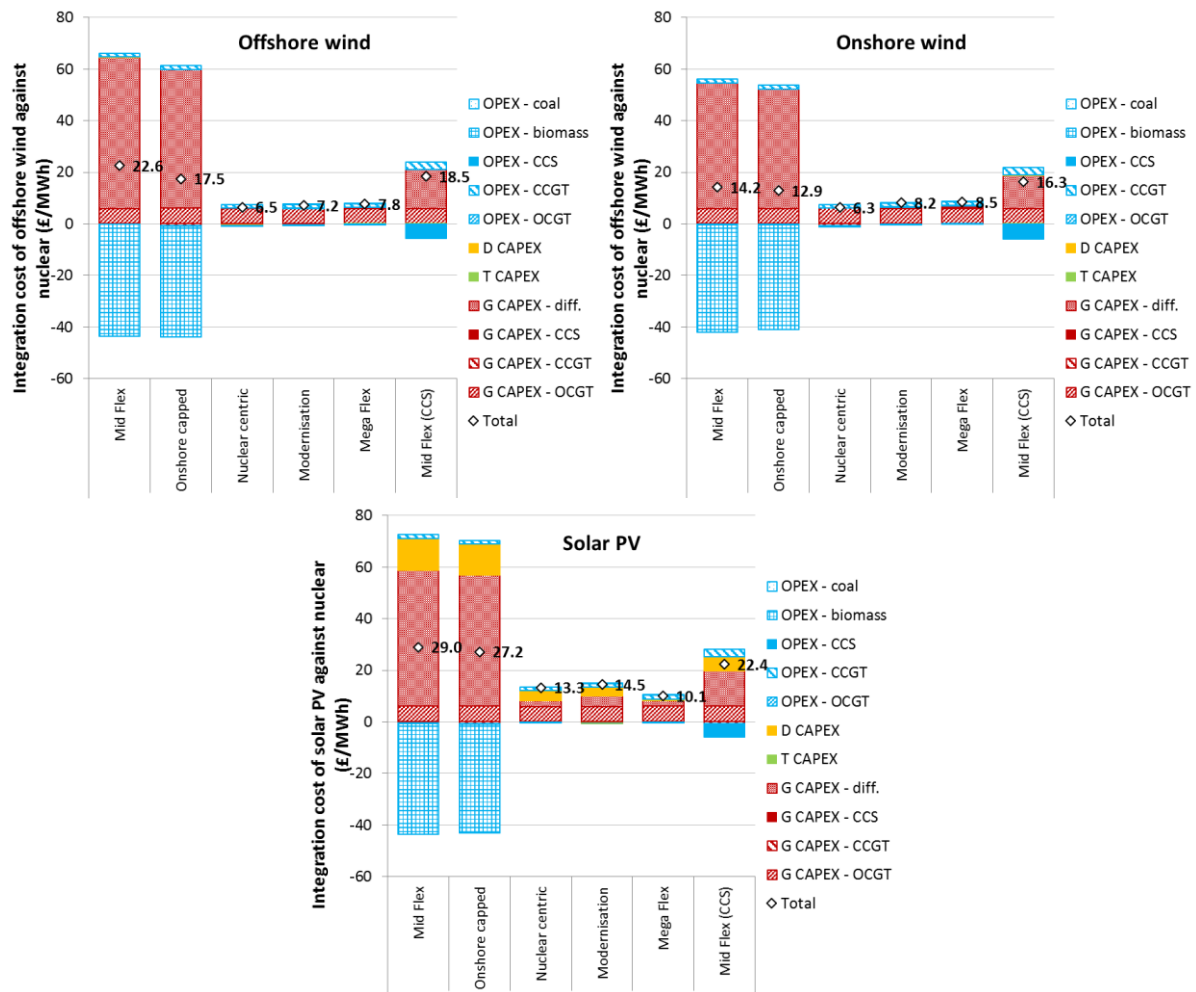 Offshore wind
Integration cost of offshore wind against
nuclear (£/MWh)
80
60
40
20
0
-20
-40
-60
22.6
17.5
6.5
7.2
7.8
18.5
Mid Flex
Onshore capped
Nuclear centric
Modernisation
Mega Flex
Mid Flex (CCS)
OPEX - coal
OPEX - biomass
OPEX - CCS
OPEX - CCGT
OPEX - OCGT
D CAPEX
T CAPEX
G CAPEX - diff.
G CAPEX - CCS
G CAPEX - CCGT
G CAPEX - OCGT
Total
Onshore wind
Integration cost of offshore wind against
nuclear (£/MWh)
80
60
40
20
0
-20
-40
-60
14.2
12.9
6.3
8.2
8.5
16.3
Mid Flex
Onshore capped
Nuclear centric
Modernisation
Mega Flex
Mid Flex (CCS)
OPEX - coal
OPEX - biomass
OPEX - CCS
OPEX - CCGT
OPEX - OCGT
D CAPEX
T CAPEX
G CAPEX - diff.
G CAPEX - CCS
G CAPEX - CCGT
G CAPEX - OCGT
Total
Solar PV
Integration cost of solar PV against nuclear
(£/MWh)
80
60
40
20
0
-20
-40
-60
29.0
27.2
13.3
14.5
10.1
22.4
Mid Flex
Onshore capped
Nuclear centric
Modernisation
Mega Flex
Mid Flex (CCS)
OPEX - coal
OPEX - biomass
OPEX - CCS
OPEX - CCGT
OPEX - OCGT
D CAPEX
T CAPEX
G CAPEX - diff.
G CAPEX - CCS
G CAPEX - CCGT
G CAPEX - OCGT
Total